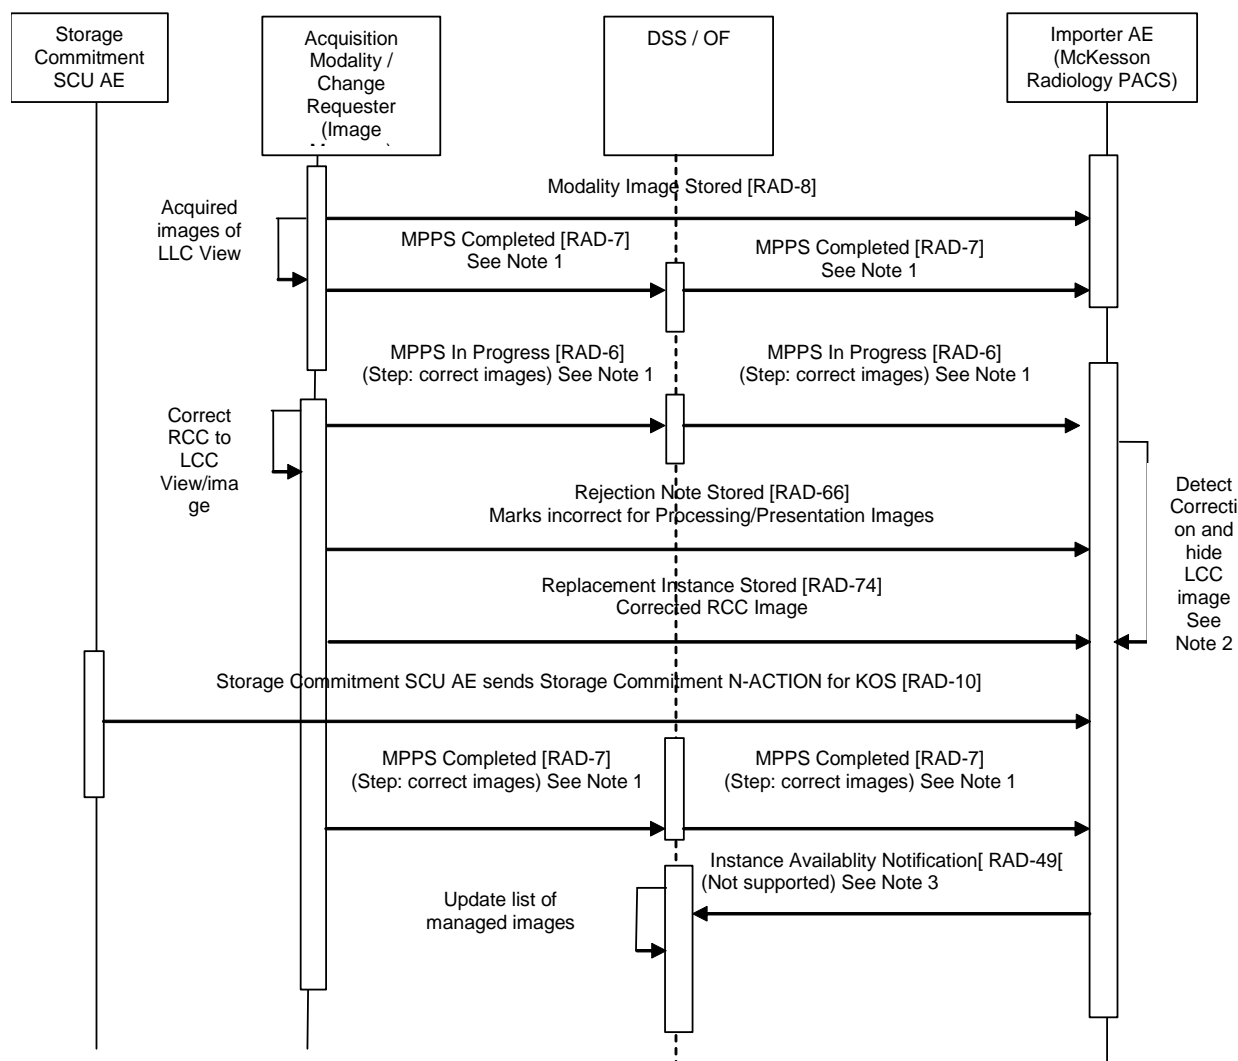 Storage
Commitment
SCU AE
Acquisition
Modality /
Change
Requester
(Image
DSS / OF
Importer AE
(McKesson
Radiology PACS)
Modality Image Stored [RAD-8]
Acquired
images of
LLC View
MPPS Completed [RAD-7]
See Note 1
MPPS Completed [RAD-7]
See Note 1
MPPS In Progress [RAD-6]
(Step: correct images) See Note 1
MPPS In Progress [RAD-6]
(Step: correct images) See Note 1
Correct
RCC to
LCC
View/ima
ge
Rejection Note Stored [RAD-66]
Marks incorrect for Processing/Presentation Images
Detect
Correcti
on and
hide
LCC
image
See
Note 2
Replacement Instance Stored [RAD-74]
Corrected RCC Image
Storage Commitment SCU AE sends Storage Commitment N-ACTION for KOS [RAD-10]
MPPS Completed [RAD-7]
(Step: correct images) See Note 1
MPPS Completed [RAD-7]
(Step: correct images) See Note 1
Instance Availablity Notification[ RAD-49[
(Not supported) See Note 3
Update list of
managed images